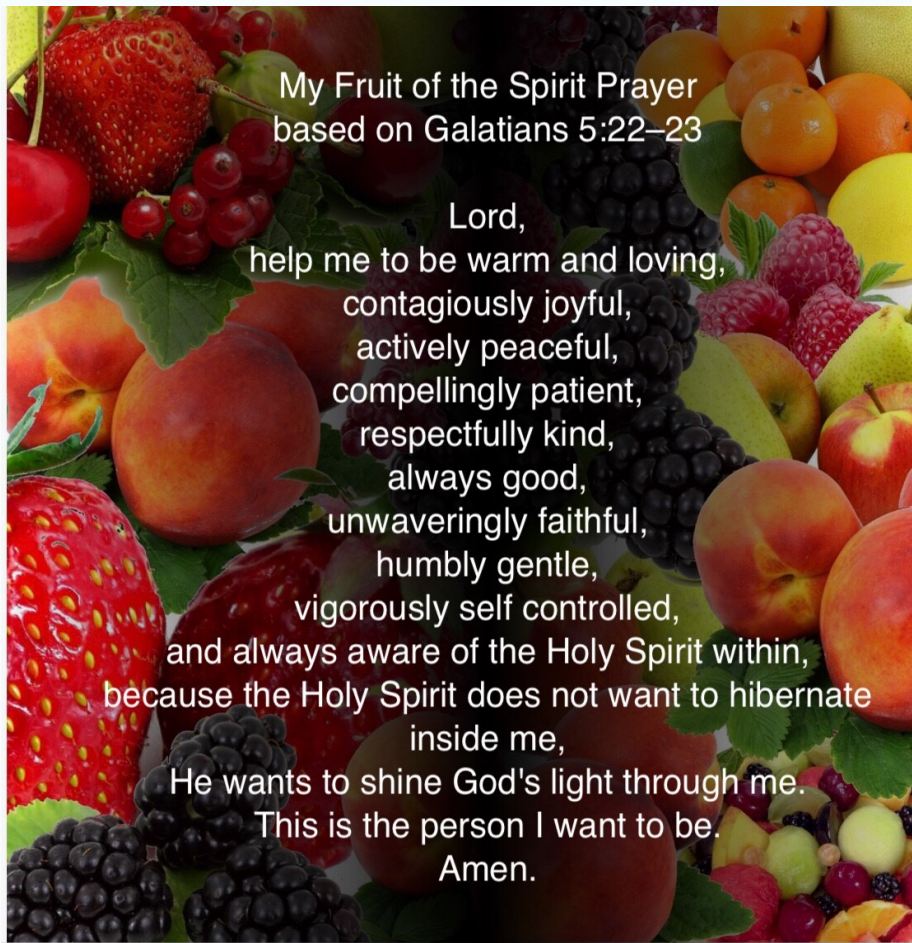 My Fruit of the Spirit Prayer
based on Galatians 5:22–23
Lord,
help me to be warm and loving,
contagiously joyful,
actively peaceful,
compellingly patient,
respectfully kind,
always good,
unwaveringly faithful,
humbly gentle,
vigorously self controlled,
and always aware of the Holy Spirit within,
because the Holy Spirit does not want to hibernate
inside me,
He wants to shine God's light through me.
This is the person I want to be.
Amen.